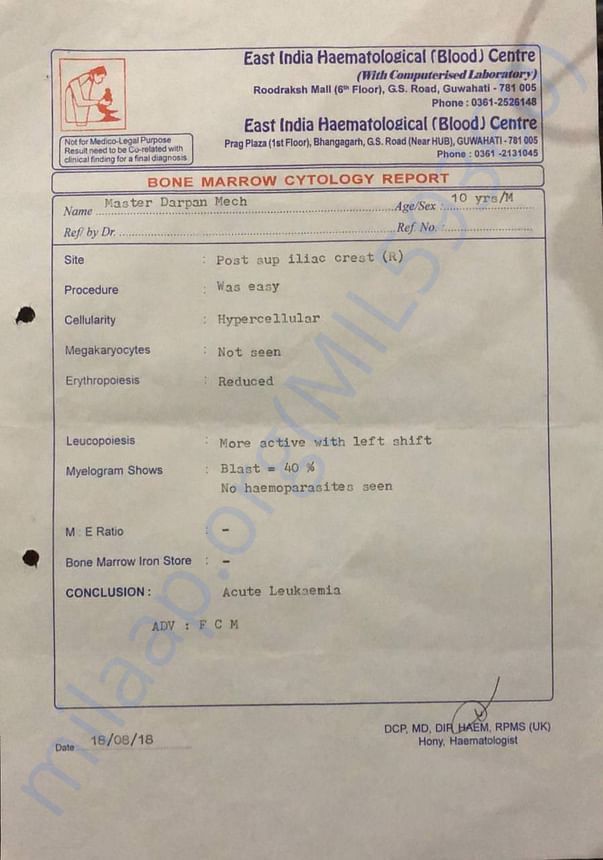 East India Haematological (Blood) Centre
(With Computerised Laboratory)
Roodraksh Mall (6th Floor), G.S. Road, Guwahati - 781 005
Phone : 0361-2526148
East India Haematological (Blood) Centre
Prag Plaza (1st Floor), Bhangagarh, G.S. Road (Near HUB), GUWAHATI - 781 005
Phone : 0361 -2131045
Not for Medico-Legal Purpose
Result need to be Co-related with
clinical finding for a final diagnosis
BONE MARROW CYTOLOGY REPORT
Name Master Darpan Mech Age/Sex : 10 yrs/M
Ref/ by Dr. Ref No. :
Site : Post sup iliac crest (R)
Procedure : Was easy
Cellularity : Hypercellular
Megakaryocytes : Not seen
Erythropoiesis : Reduced
Leucopoiesis : More active with left shift
Myelogram Shows : Blast = 40 %
No haemoparasites seen
M : E Ratio : -
Bone Marrow Iron Store : -
CONCLUSION : Acute Leukaemia
ADV : F C M
DCP, MD, DIP, HAEM, RPMS (UK)
Hony, Haematologist
Date 18/08/18